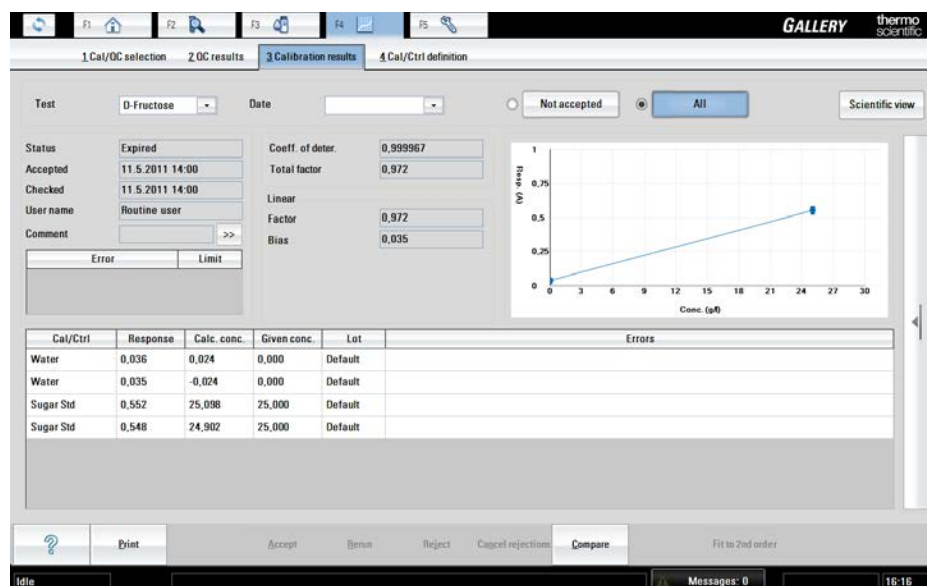 F1 F2 F3 F4 F5 GALLERY thermo scientific
1 Cal/QC selection 2 QC results 3 Calibration results 4 Cal/Ctrl definition
Test D-Fructose Date Not accepted All Scientific view
Status Expired Coeff. of deter. 0,999967
Accepted 11.5.2011 14:00 Total factor 0,972
Checked 11.5.2011 14:00 Linear
User name Routine user Factor 0,972
Comment >> Bias 0,035
Error Limit
Resp. (A)
1
0,75
0,5
0,25
0
0 3 6 9 12 15 18 21 24 27 30
Conc. (g/l)
Cal/Ctrl Response Calc. conc. Given conc. Lot Errors
Water 0,036 0,024 0,000 Default
Water 0,035 -0,024 0,000 Default
Sugar Std 0,552 25,098 25,000 Default
Sugar Std 0,548 24,902 25,000 Default
? Print Accept Rerun Reject Cancel rejections Compare Fit to 2nd order
Idle Messages: 0 16:16